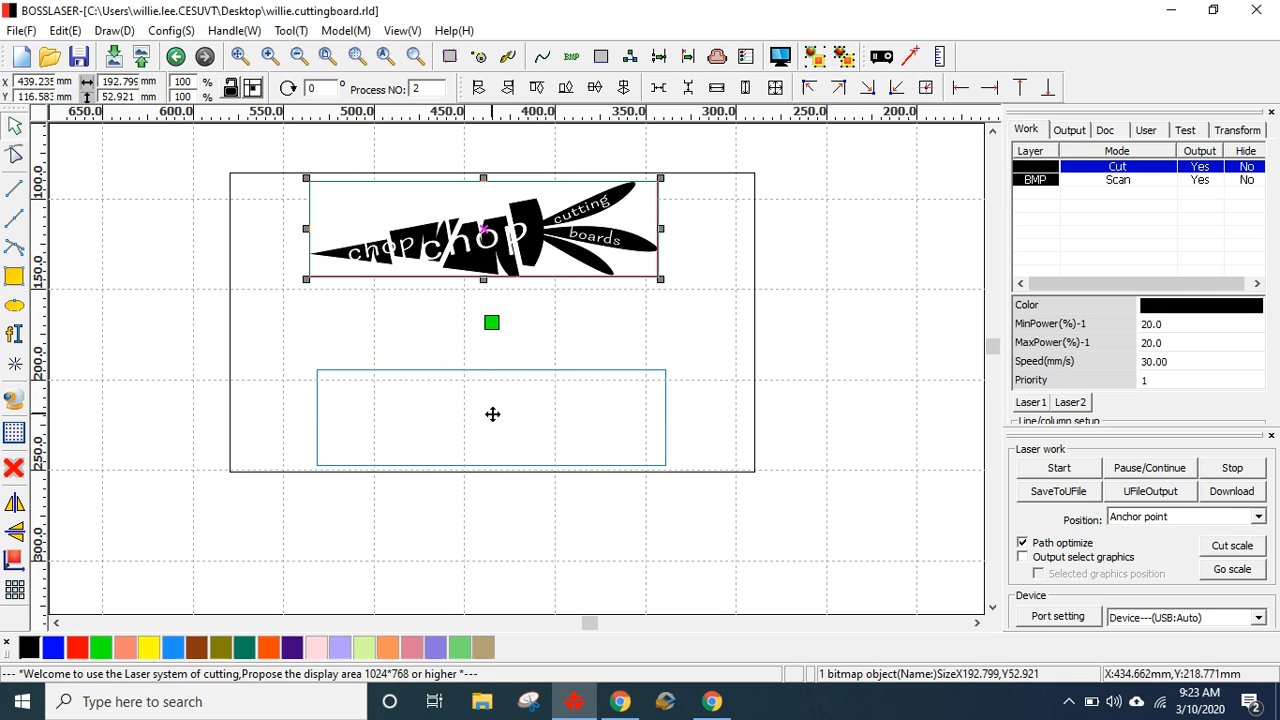 BOSSLASER-[C:\Users\willie.lee.CESUVT\Desktop\willie.cuttingboard.rld]
File(F) Edit(E) Draw(D) Config(S) Handle(W) Tool(T) Model(M) View(V) Help(H)
BMP
X 439.235 mm 192.799 mm 100 % 0 ° Process NO: 2
Y 116.583 mm 52.921 mm 100 %
650.0 600.0 550.0 500.0 450.0 400.0 350.0 300.0 250.0 200.0
100.0
150.0
200.0
250.0
300.0
chop chop cutting
boards
Work Output Doc User Test Transform
Layer Mode Output Hide
Cut Yes No
BMP Scan Yes No
Color
MinPower(%)-1 20.0
MaxPower(%)-1 20.0
Speed(mm/s) 30.00
Priority 1
Laser1 Laser2
Line/column setup
Laser work
Start Pause/Continue Stop
SaveToUFile UFileOutput Download
Position: Anchor point
Path optimize
Output select graphics
Selected graphics position
Cut scale
Go scale
Device
Port setting Device---(USB:Auto)
--- *Welcome to use the Laser system of cutting,Propose the display area 1024*768 or higher *---
1 bitmap object(Name:)SizeX192.799,Y52.921
X:434.662mm,Y:218.771mm
Type here to search
9:23 AM
3/10/2020
2